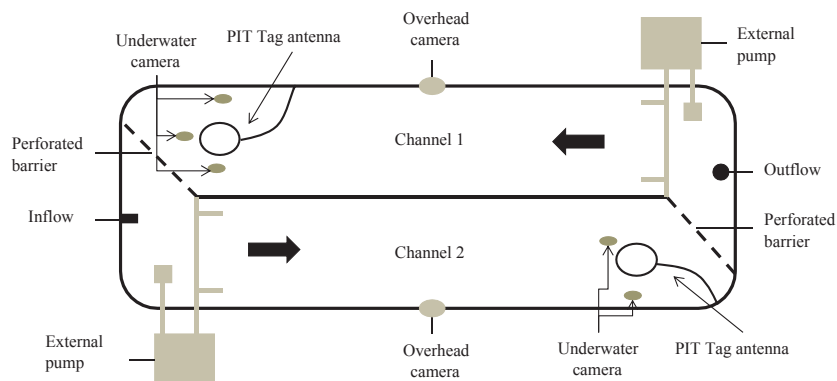 Underwater
camera
PIT Tag antenna
Overhead
camera
External
pump
Perforated
barrier
Channel 1
Outflow
Inflow
Perforated
barrier
Channel 2
External
pump
Overhead
camera
Underwater
camera
PIT Tag antenna